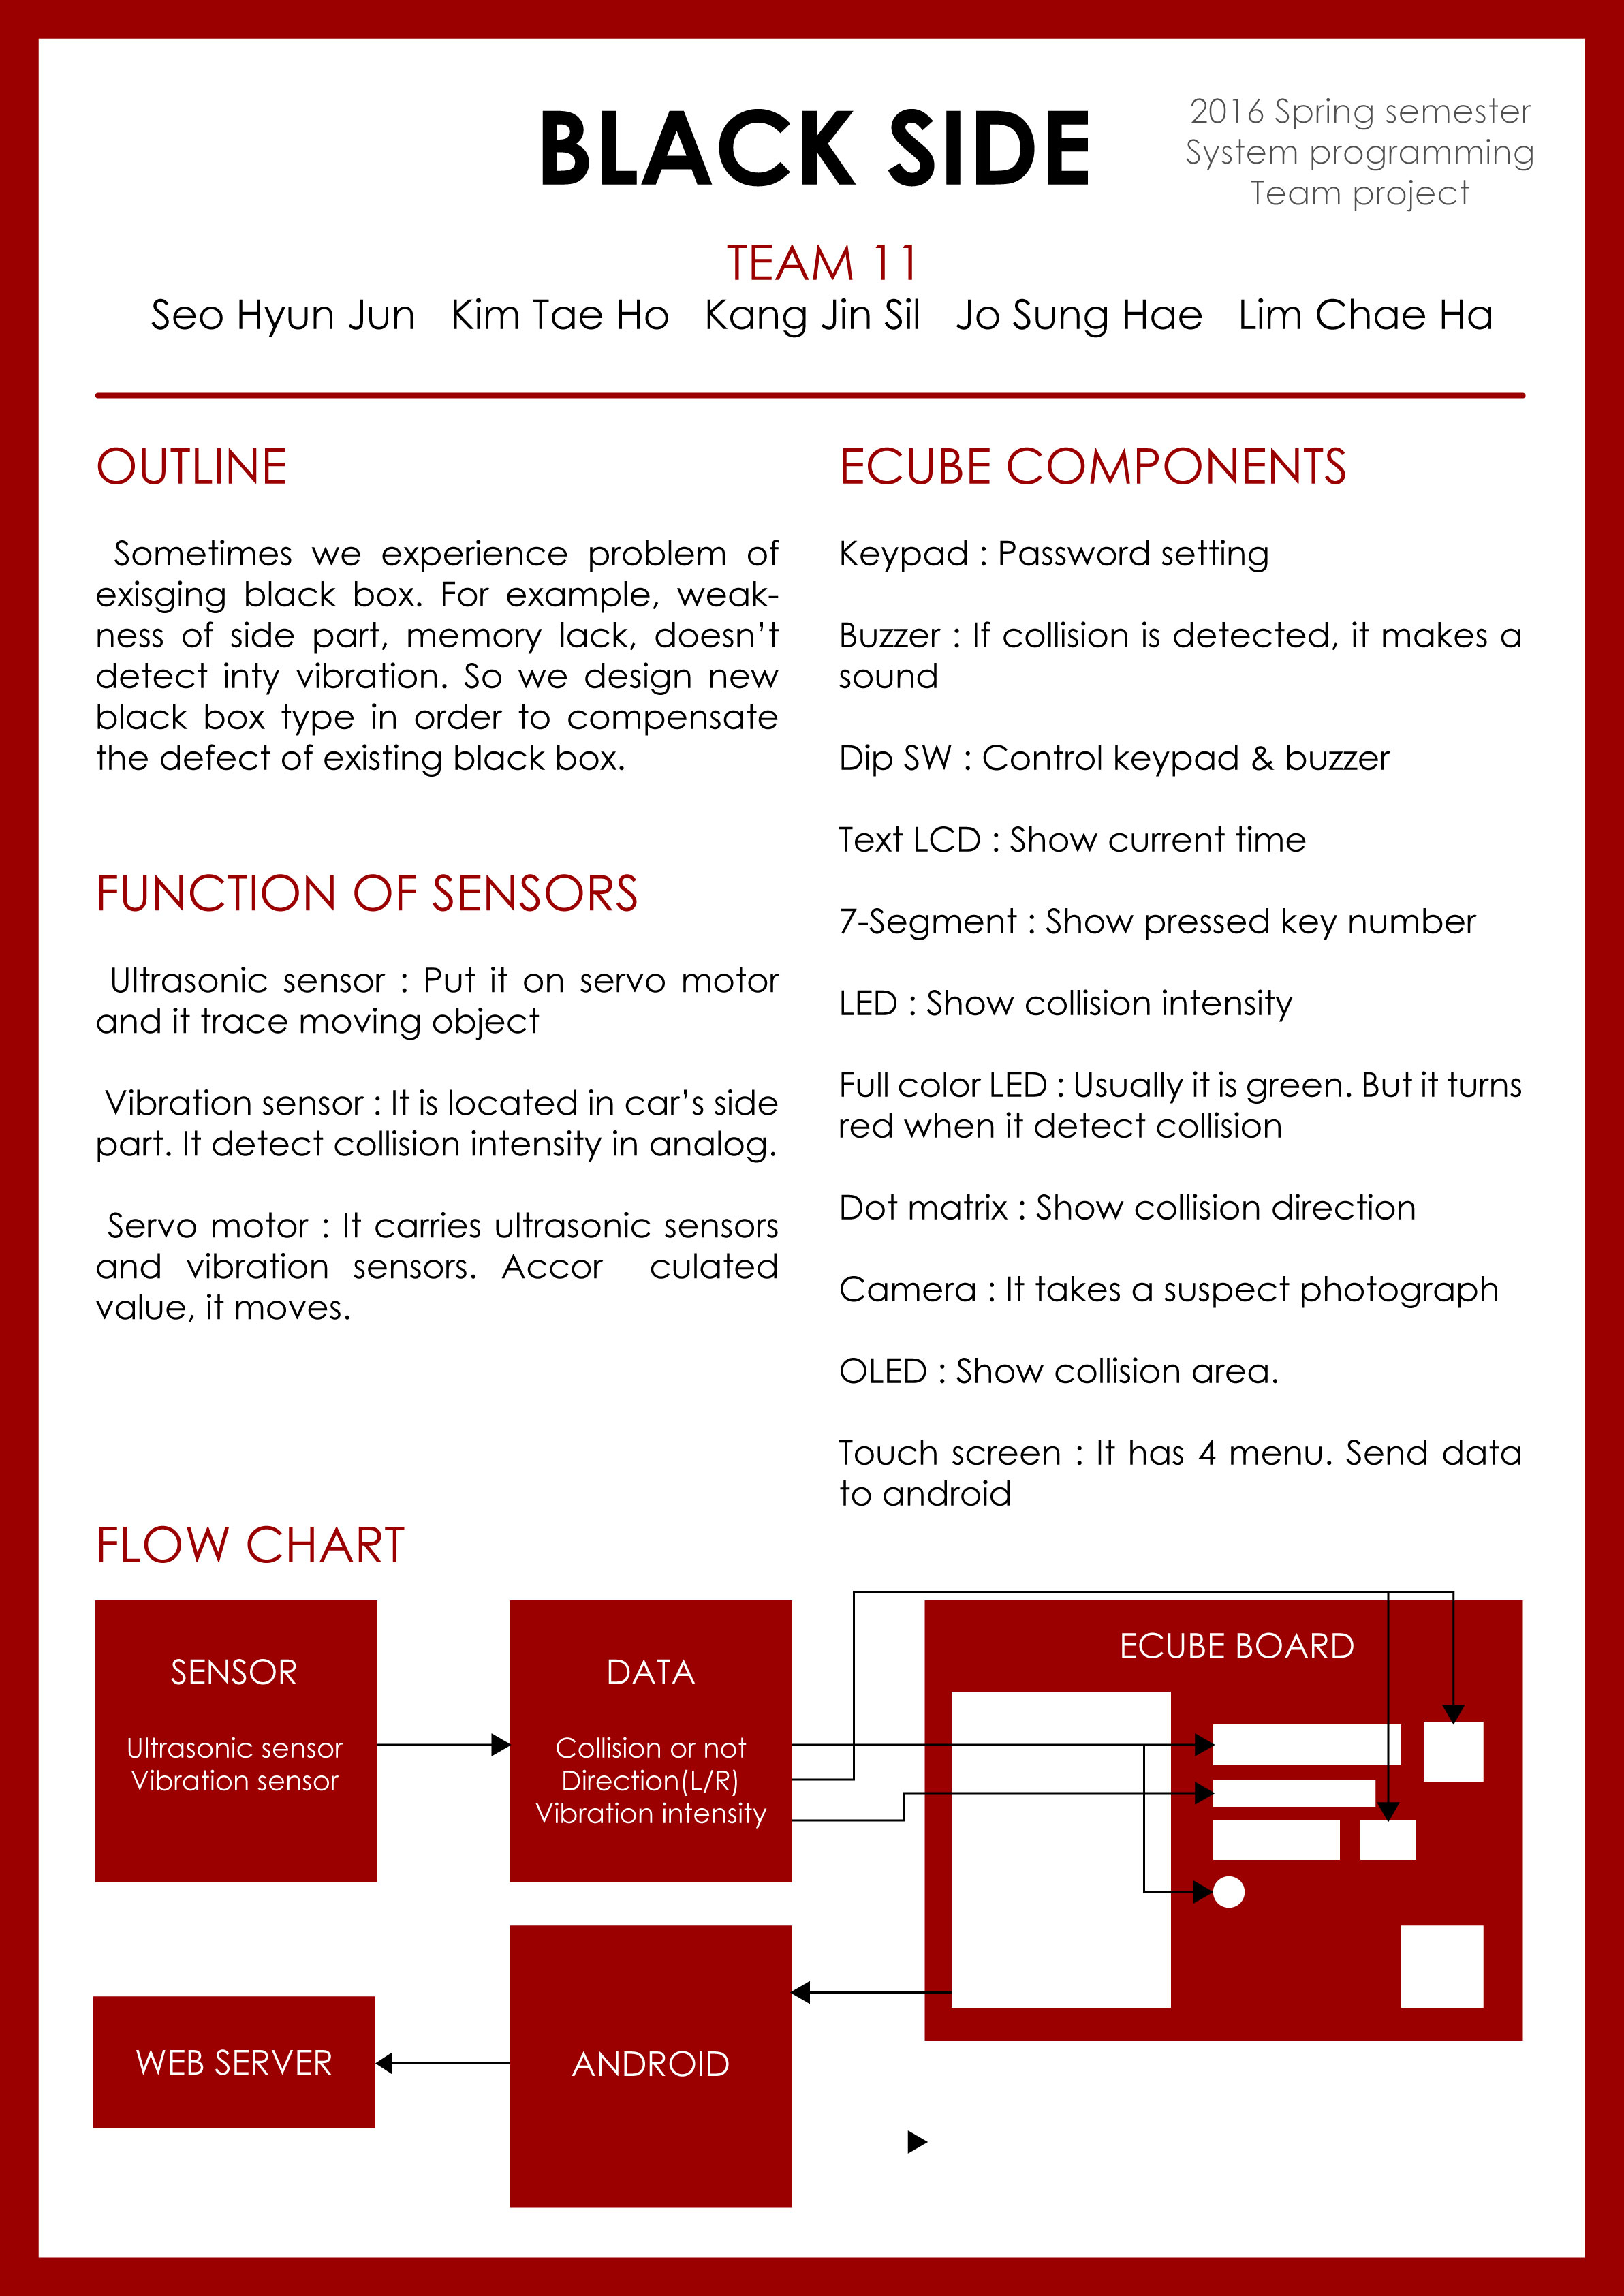 BLACK SIDE
2016 Spring semester
System programming
Team project
TEAM 11
Seo Hyun Jun Kim Tae Ho Kang Jin Sil Jo Sung Hae Lim Chae Ha
OUTLINE
Sometimes we experience problem of
exisging black box. For example, weak-
ness of side part, memory lack, doesn't
detect inty vibration. So we design new
black box type in order to compensate
the defect of existing black box.
FUNCTION OF SENSORS
Ultrasonic sensor : Put it on servo motor
and it trace moving object
Vibration sensor : It is located in car's side
part. It detect collision intensity in analog.
Servo motor : It carries ultrasonic sensors
and vibration sensors. Accor culated
value, it moves.
ECUBE COMPONENTS
Keypad : Password setting
Buzzer : If collision is detected, it makes a
sound
Dip SW : Control keypad & buzzer
Text LCD : Show current time
7-Segment : Show pressed key number
LED : Show collision intensity
Full color LED : Usually it is green. But it turns
red when it detect collision
Dot matrix : Show collision direction
Camera : It takes a suspect photograph
OLED : Show collision area.
Touch screen : It has 4 menu. Send data
to android
FLOW CHART
SENSOR
Ultrasonic sensor
Vibration sensor
DATA
Collision or not
Direction(L/R)
Vibration intensity
ECUBE BOARD
WEB SERVER
ANDROID